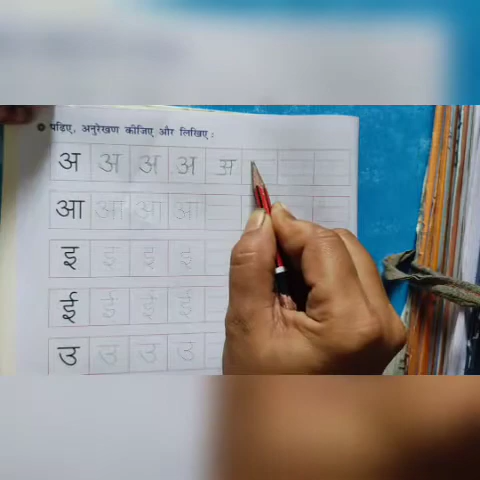 पढ़िए, अनुरेखण कीजिए और लिखिए :
अ अ अ अ अ
आ आ आ आ
इ इ इ इ
ई ई ई ई
उ उ उ उ